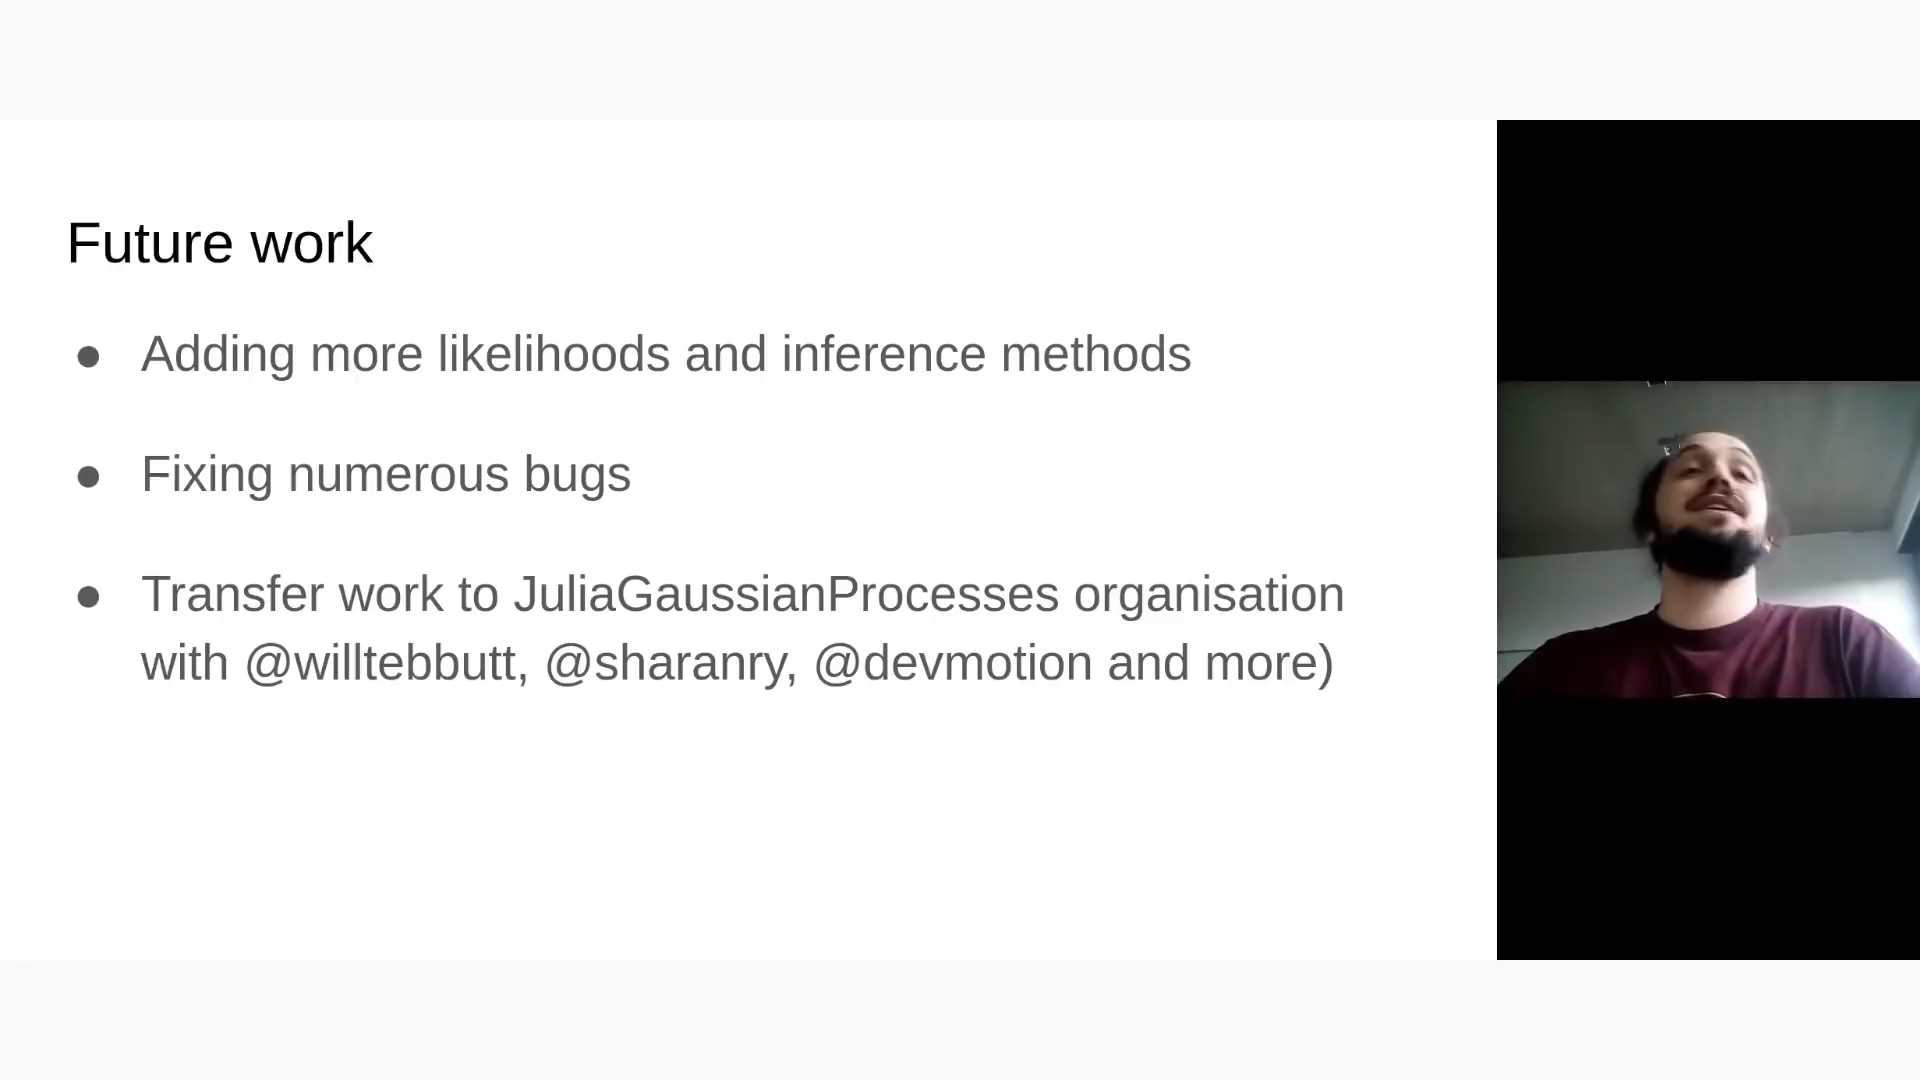 Future work
● Adding more likelihoods and inference methods
● Fixing numerous bugs
● Transfer work to JuliaGaussianProcesses organisation
with @willtebbutt, @sharanry, @devmotion and more)